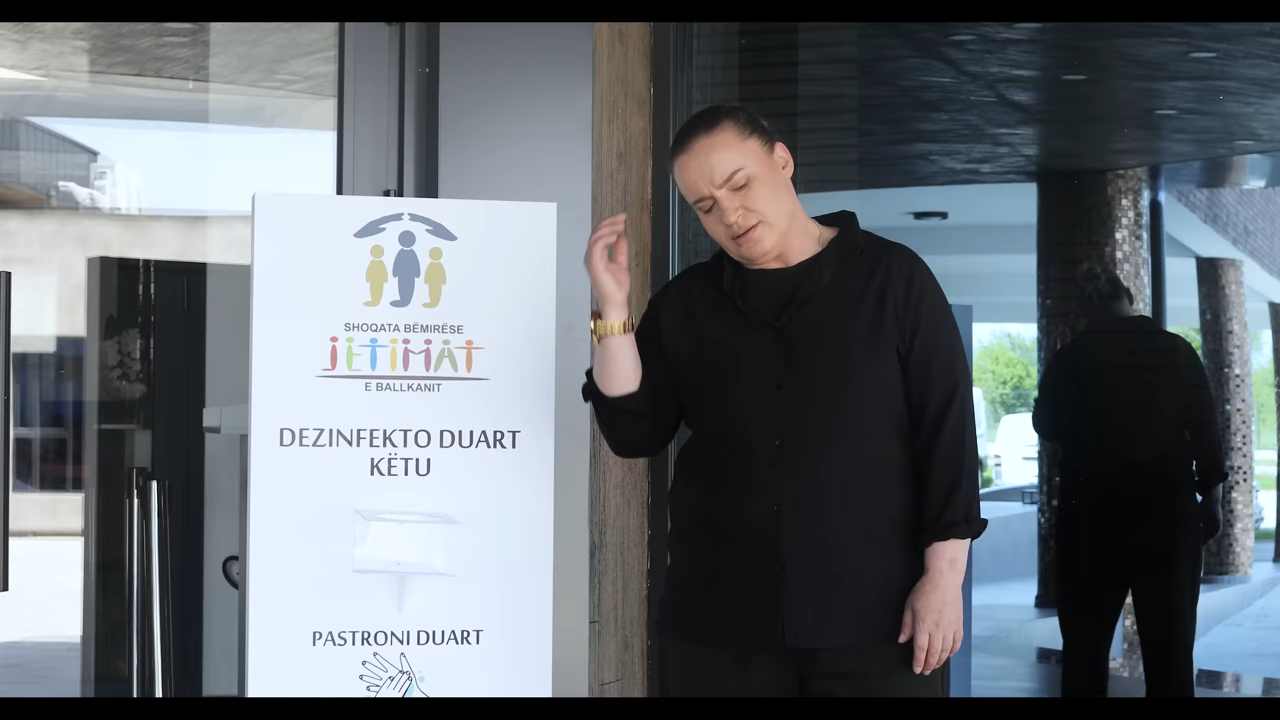 SHOQATA BËMIRËSE
JETIMAT
E BALLKANIT
DEZINFEKTO DUART
KËTU
PASTRONI DUART